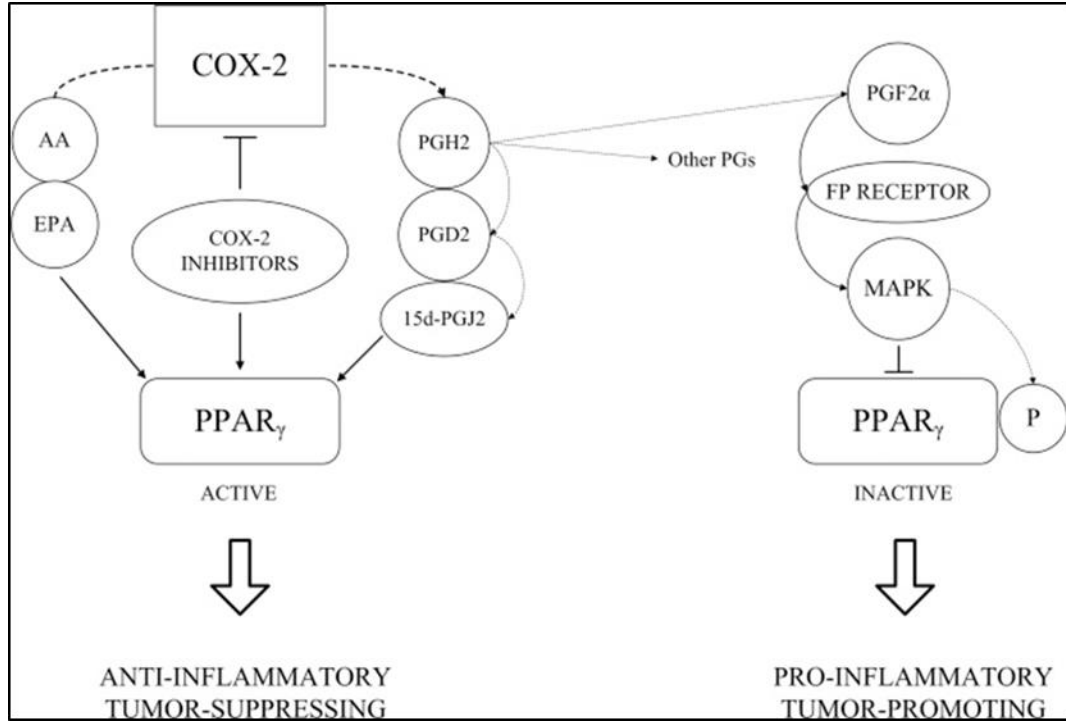 COX-2
AA
EPA
COX-2
INHIBITORS
PGH2
PGD2
15d-PGJ2
Other PGs
PGF2α
FP RECEPTOR
MAPK
PPARγ
ACTIVE
PPARγ
P
INACTIVE
ANTI-INFLAMMATORY
TUMOR-SUPPRESSING
PRO-INFLAMMATORY
TUMOR-PROMOTING